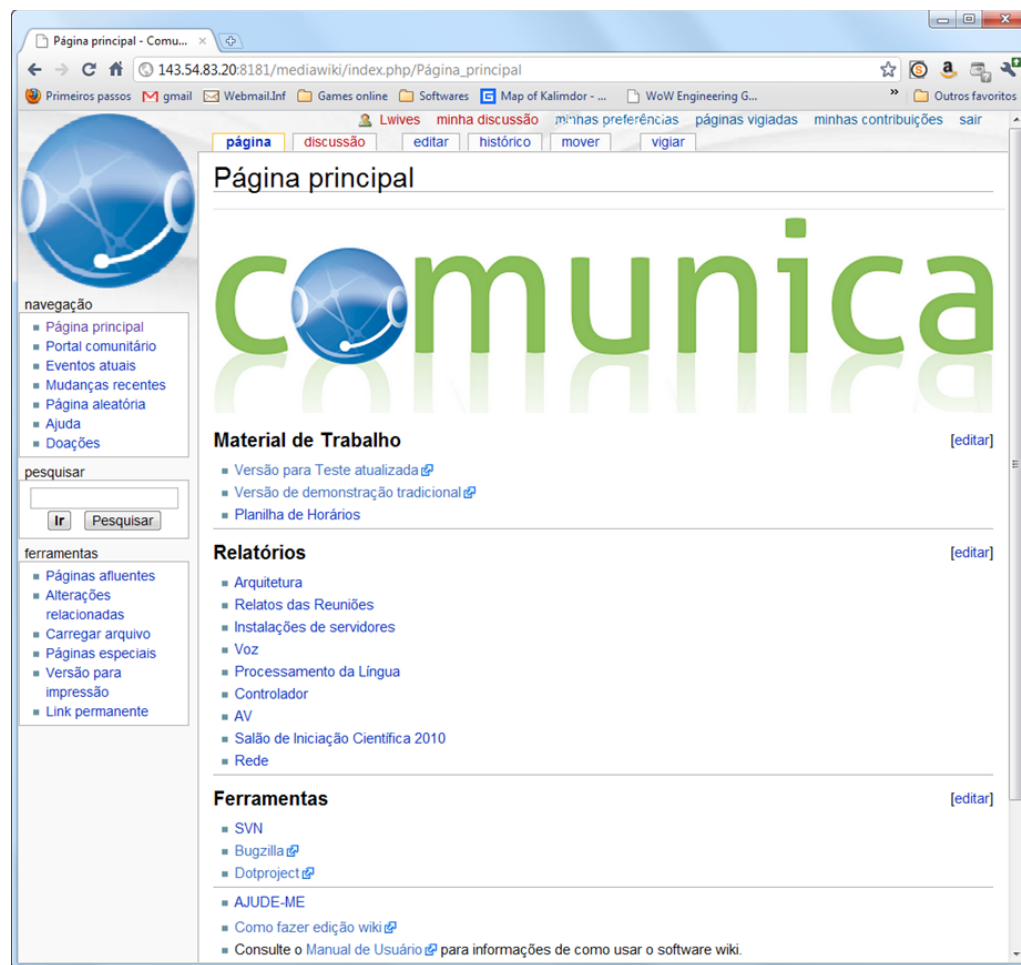 Página principal - Comu...
143.54.83.20:8181/mediawiki/index.php/Página_principal
Primeiros passos gmail Webmail.Inf Games online Softwares Map of Kalimdor - ... WoW Engineering G... » Outros favoritos
Lwives minha discussão minhas preferências páginas vigiadas minhas contribuições sair
página discussão editar histórico mover vigiar
Página principal
comunica
navegação
Página principal
Portal comunitário
Eventos atuais
Mudanças recentes
Página aleatória
Ajuda
Doações
pesquisar
Ir Pesquisar
ferramentas
Páginas afluentes
Alterações
relacionadas
Carregar arquivo
Páginas especiais
Versão para
impressão
Link permanente
Material de Trabalho [editar]
Versão para Teste atualizada
Versão de demonstração tradicional
Planilha de Horários
Relatórios [editar]
Arquitetura
Relatos das Reuniões
Instalações de servidores
Voz
Processamento da Língua
Controlador
AV
Salão de Iniciação Científica 2010
Rede
Ferramentas [editar]
SVN
Bugzilla
Dotproject
AJUDE-ME
Como fazer edição wiki
Consulte o Manual de Usuário para informações de como usar o software wiki.